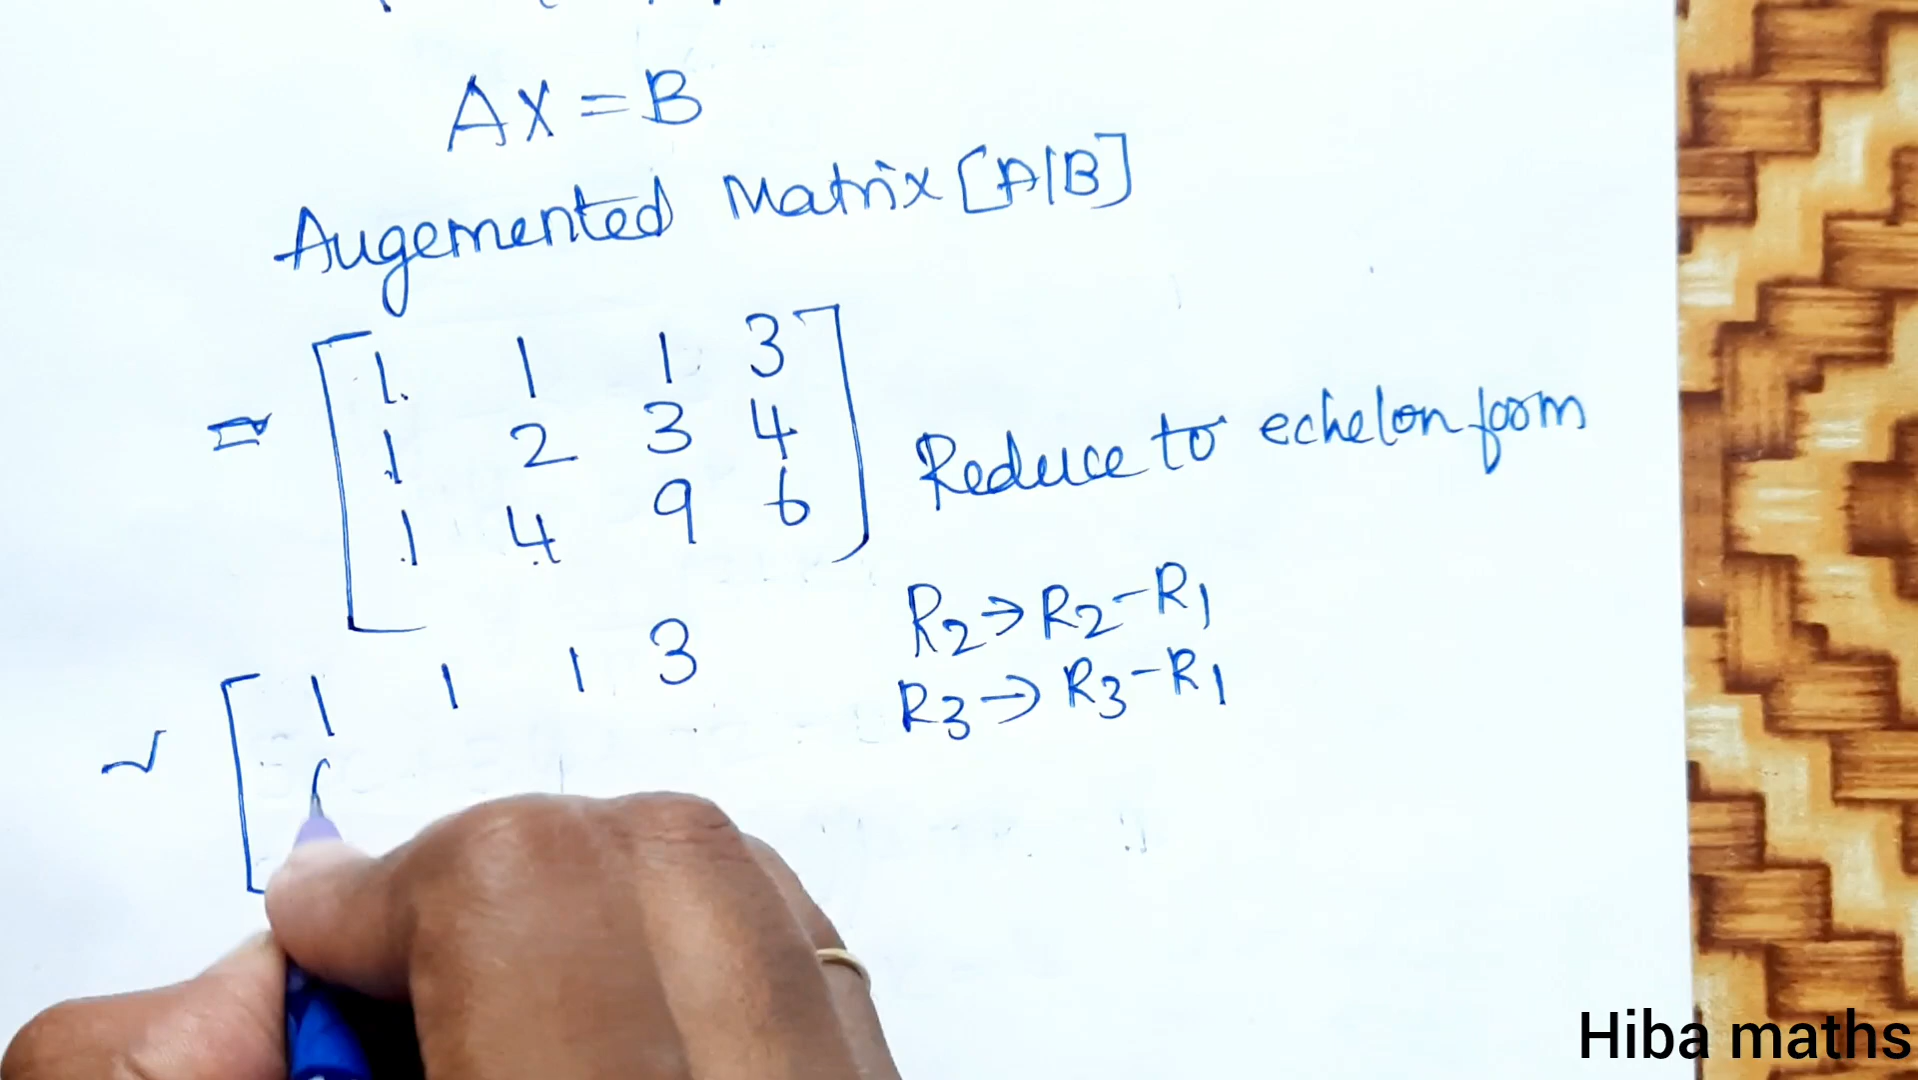 AX = B
Augemented Matrix [A|B]
= [ 1 1 1 3
1 2 3 4
1 4 9 6 ]
Reduce to echelon form
R2 → R2 - R1
R3 → R3 - R1
~ [ 1 1 1 3
Hiba maths